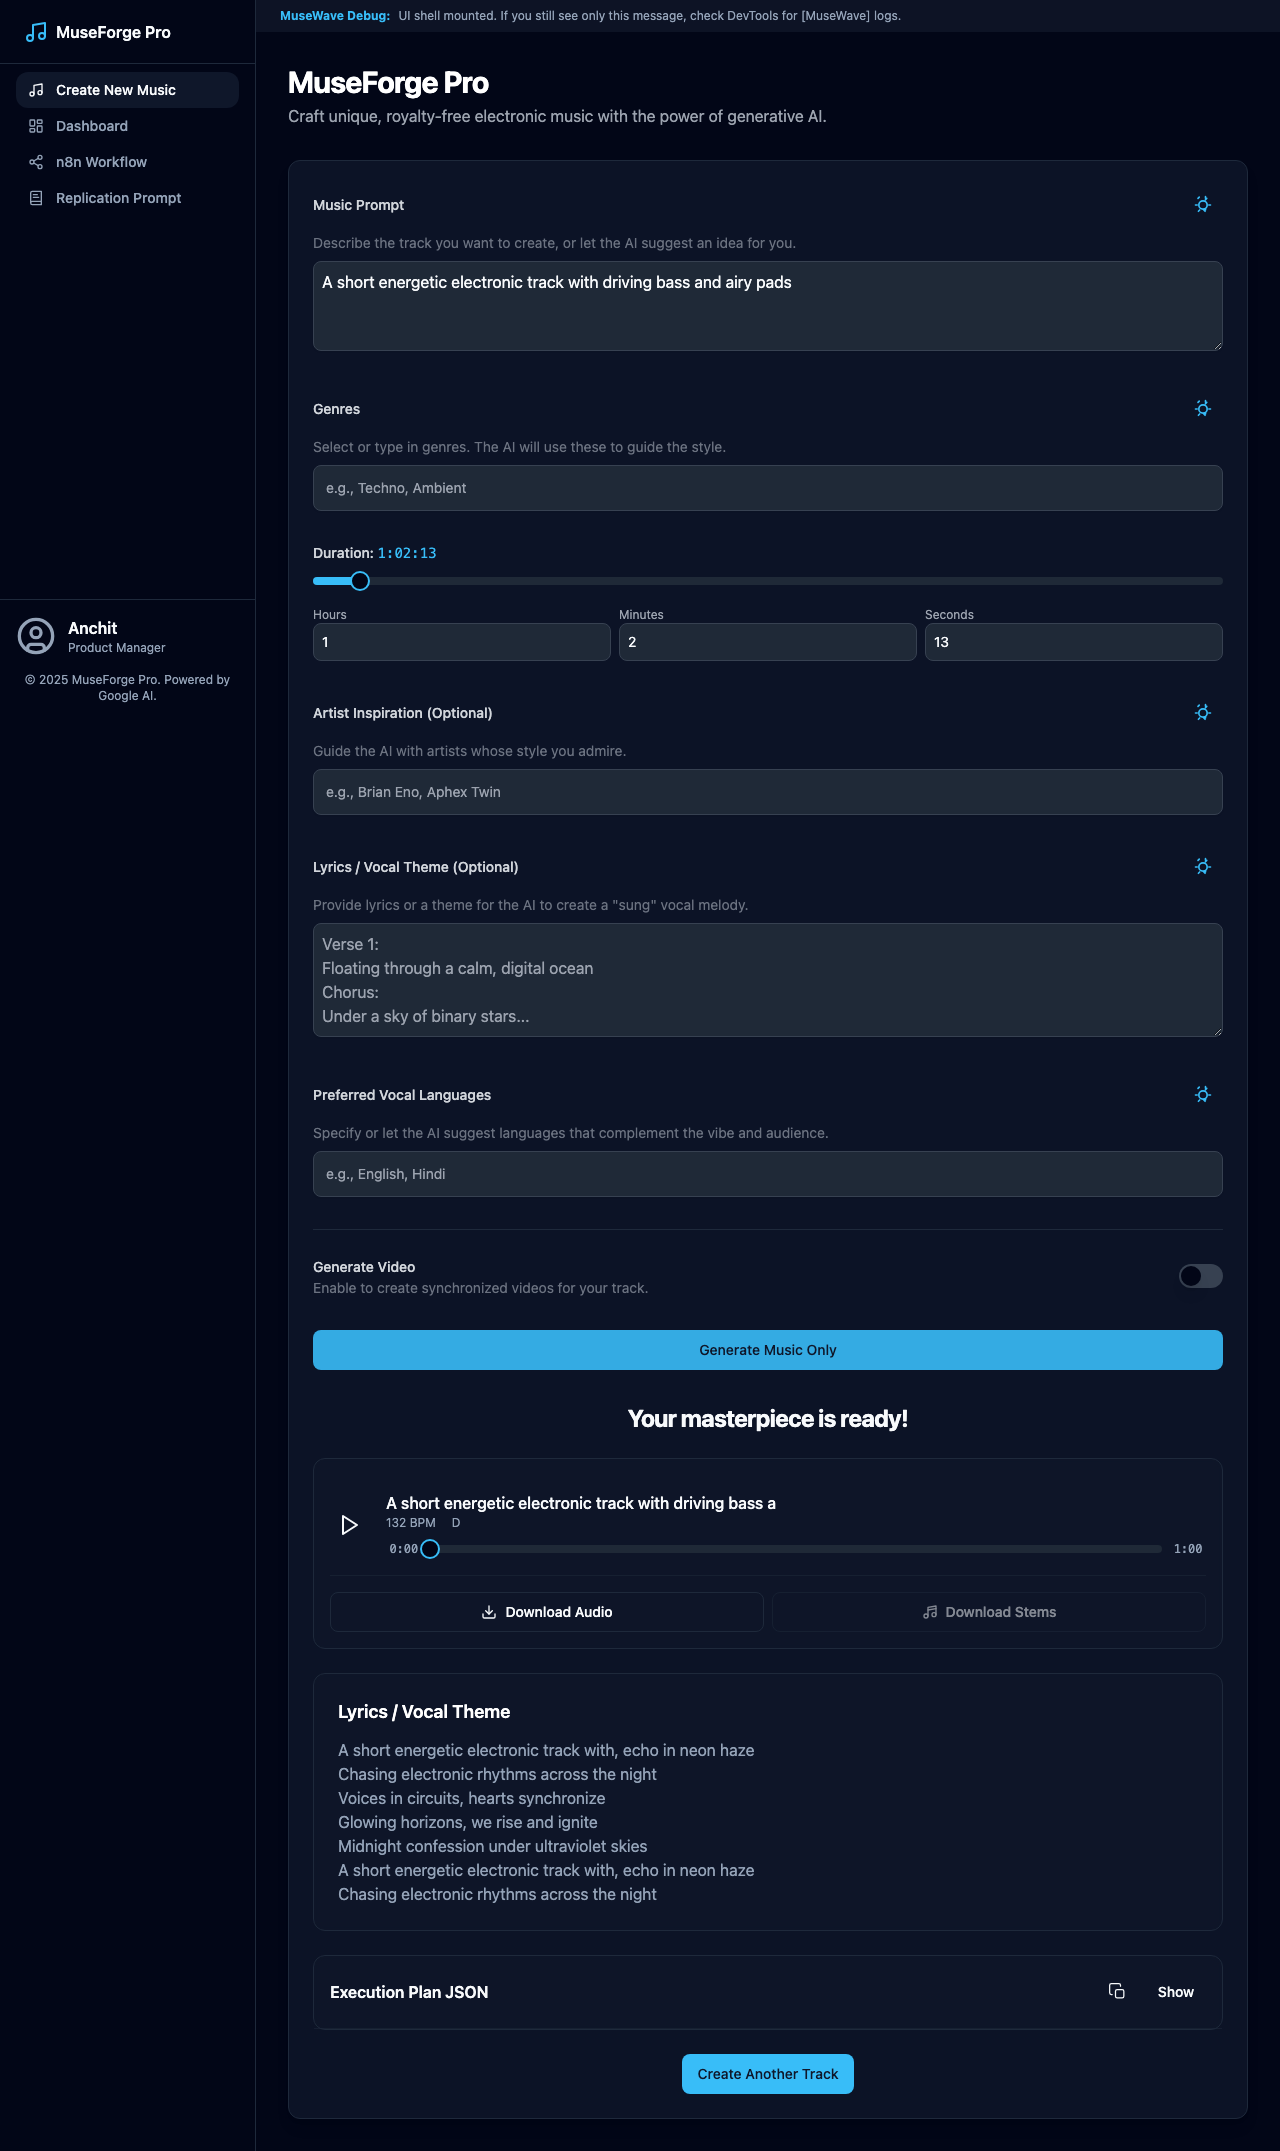 MuseForge Pro
Create New Music
Dashboard
n8n Workflow
Replication Prompt
Anchit
Product Manager
© 2025 MuseForge Pro. Powered by
Google AI.
MuseWave Debug: UI shell mounted. If you still see only this message, check DevTools for [MuseWave] logs.
MuseForge Pro
Craft unique, royalty-free electronic music with the power of generative AI.
Music Prompt
Describe the track you want to create, or let the AI suggest an idea for you.
A short energetic electronic track with driving bass and airy pads
Genres
Select or type in genres. The AI will use these to guide the style.
e.g., Techno, Ambient
Duration: 1:02:13
Hours Minutes Seconds
1 2 13
Artist Inspiration (Optional)
Guide the AI with artists whose style you admire.
e.g., Brian Eno, Aphex Twin
Lyrics / Vocal Theme (Optional)
Provide lyrics or a theme for the AI to create a "sung" vocal melody.
Verse 1:
Floating through a calm, digital ocean
Chorus:
Under a sky of binary stars...
Preferred Vocal Languages
Specify or let the AI suggest languages that complement the vibe and audience.
e.g., English, Hindi
Generate Video
Enable to create synchronized videos for your track.
Generate Music Only
Your masterpiece is ready!
A short energetic electronic track with driving bass a
132 BPM D
0:00 1:00
Download Audio Download Stems
Lyrics / Vocal Theme
A short energetic electronic track with, echo in neon haze
Chasing electronic rhythms across the night
Voices in circuits, hearts synchronize
Glowing horizons, we rise and ignite
Midnight confession under ultraviolet skies
A short energetic electronic track with, echo in neon haze
Chasing electronic rhythms across the night
Execution Plan JSON Show
Create Another Track